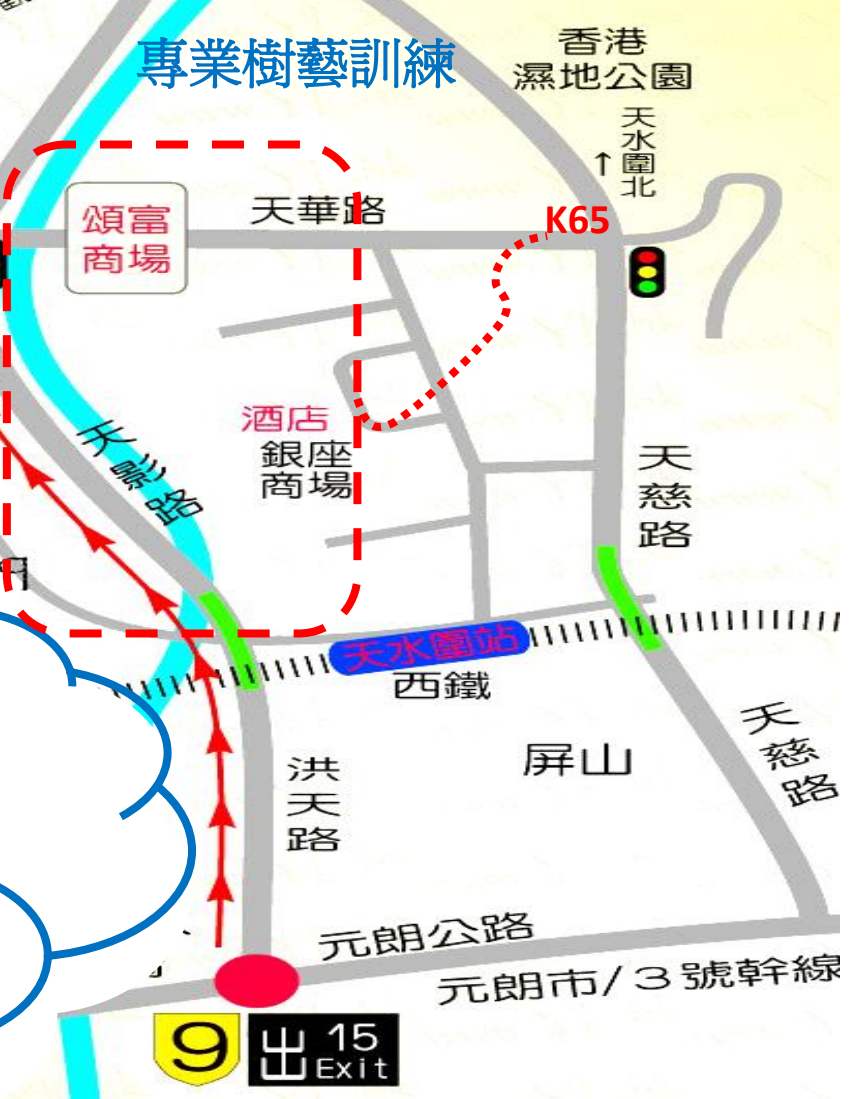 專業樹藝訓練
香港
濕地公園
天水圍北
↑
K65
天華路
頌富
商場
酒店
銀座
商場
天影路
天慈路
天水圍站
西鐵
屏山
天慈路
洪天路
元朗公路
元朗市/3號幹線
9
出 15
Exit